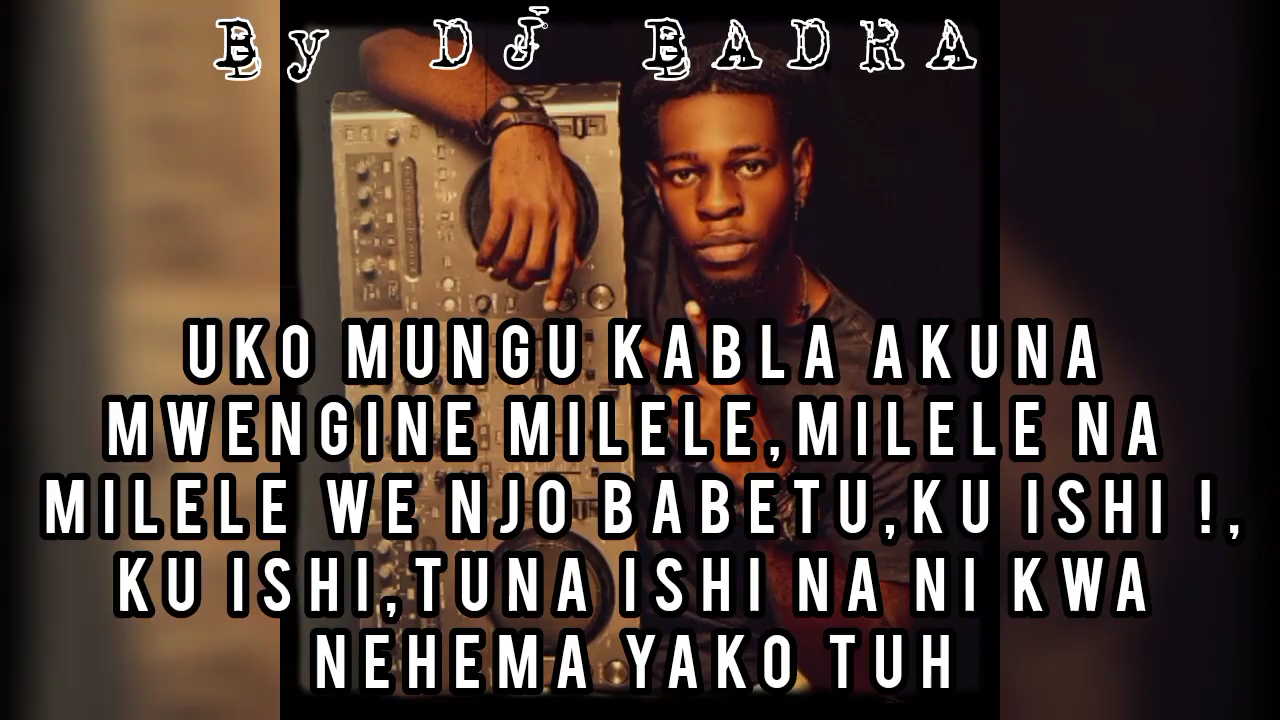 By DJ BADRA
UKO MUNGU KABLA AKUNA
MWENGINE MILELE,MILELE NA
MILELE WE NJO BABETU,KU ISHI !,
KU ISHI,TUNA ISHI NA NI KWA
NEHEMA YAKO TUH